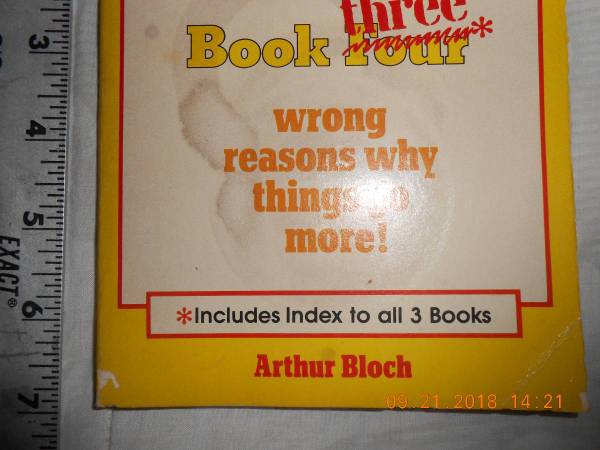 three
Book Four*
wrong
reasons why
things go
more!
*Includes Index to all 3 Books
Arthur Bloch
09.21.2018 14:21
3
4
5
6
7
EXACT®